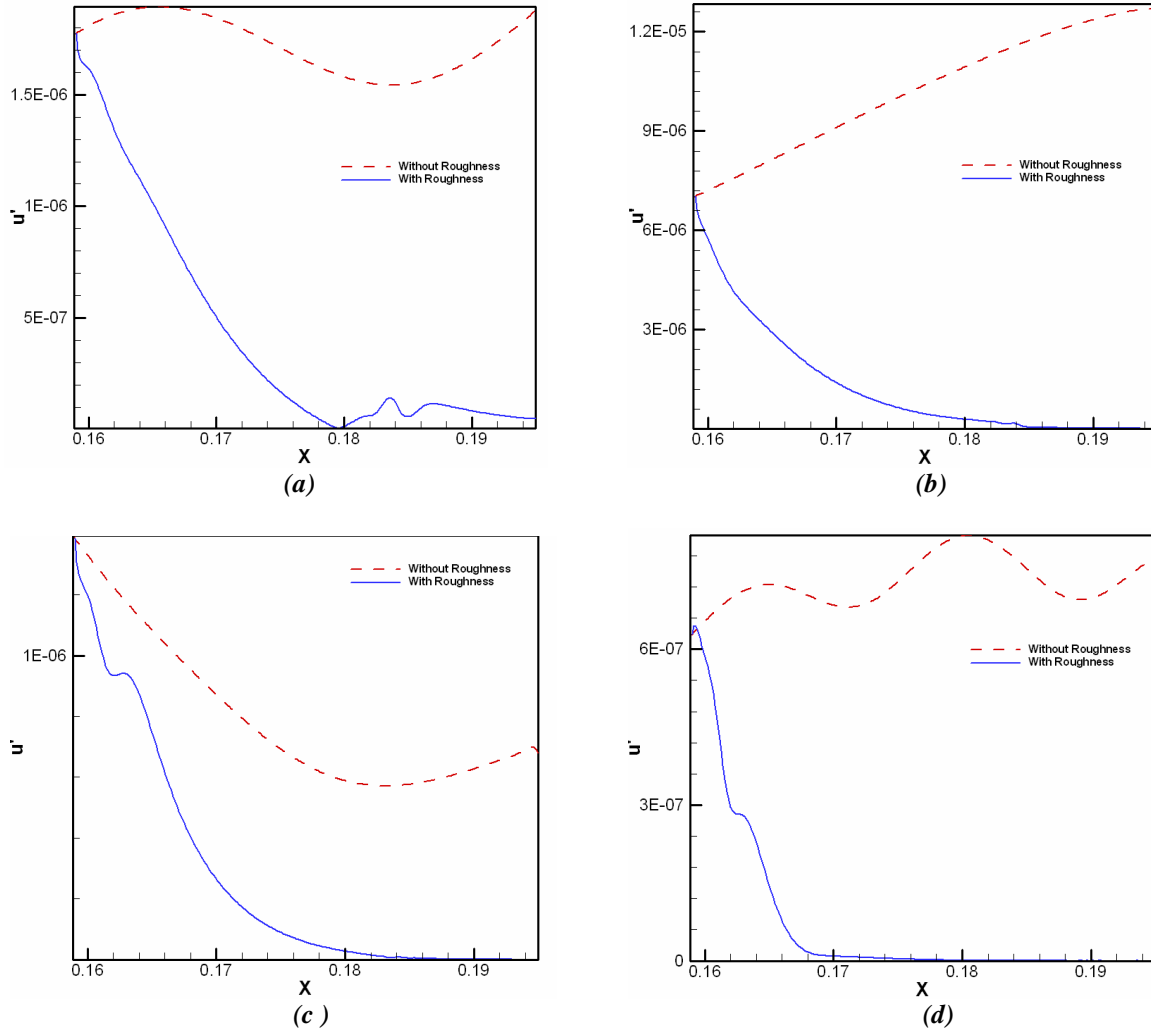 1.5E-06
1E-06
5E-07
u'
Without Roughness
With Roughness
0.16 0.17 0.18 0.19
X
(a)
1.2E-05
9E-06
6E-06
3E-06
u'
Without Roughness
With Roughness
0.16 0.17 0.18 0.19
X
(b)
1E-06
u'
Without Roughness
With Roughness
0.16 0.17 0.18 0.19
X
(c )
6E-07
3E-07
0
u'
Without Roughness
With Roughness
0.16 0.17 0.18 0.19
X
(d)